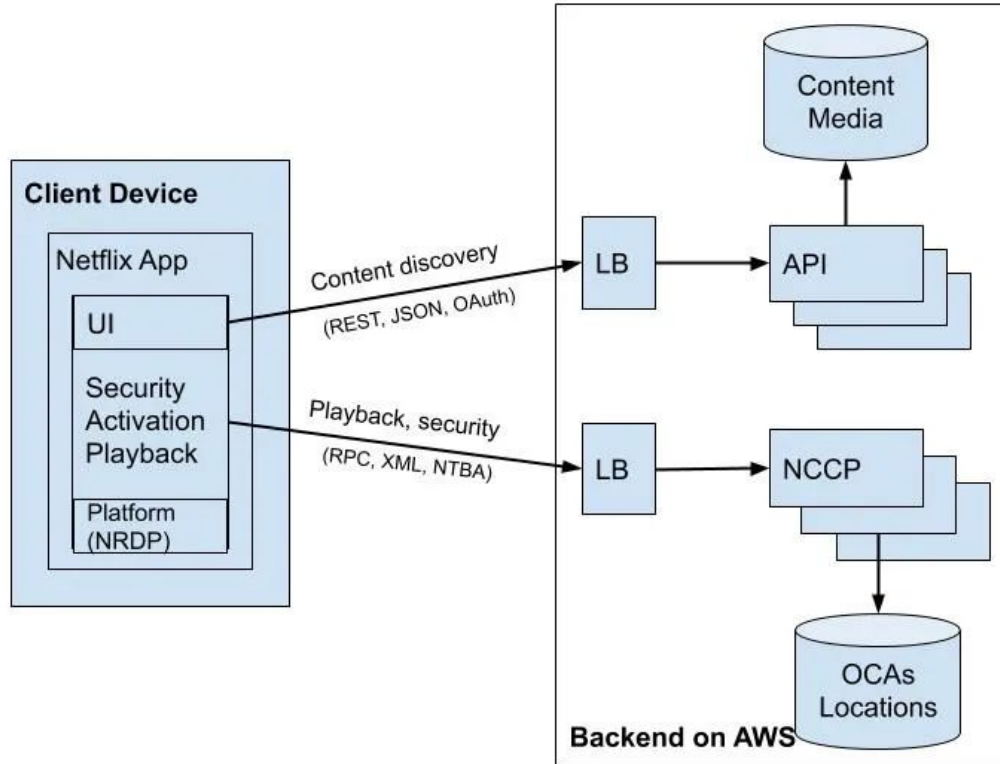 Client Device
Netflix App
UI
Security
Activation
Playback
Platform
(NRDP)
Content discovery
(REST, JSON, OAuth)
Playback, security
(RPC, XML, NTBA)
LB
API
Content
Media
LB
NCCP
OCAs
Locations
Backend on AWS